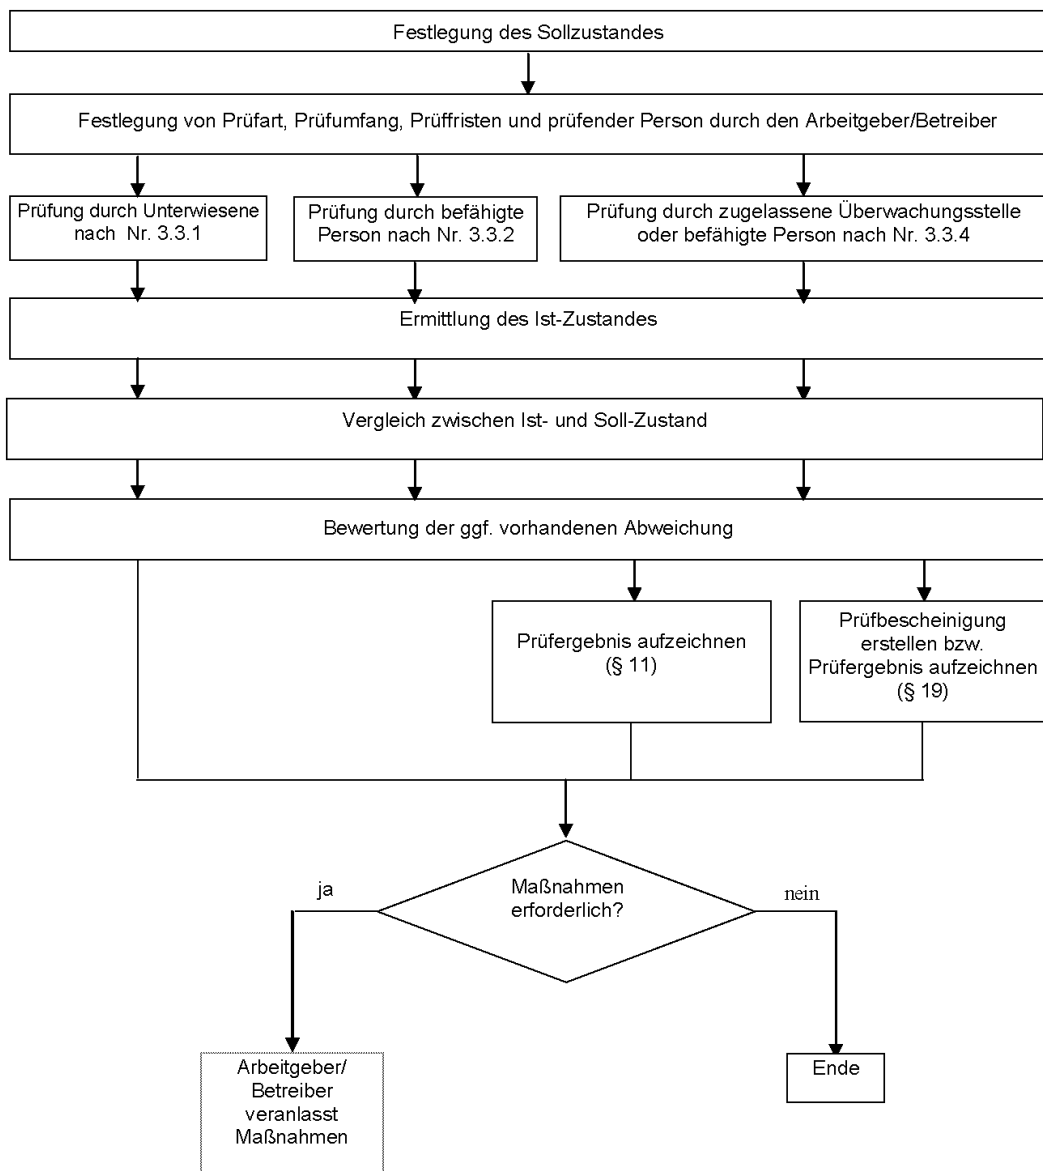 Festlegung des Sollzustandes
Festlegung von Prüfart, Prüfumfang, Prüffristen und prüfender Person durch den Arbeitgeber/Betreiber
Prüfung durch Unterwiesene
nach Nr. 3.3.1
Prüfung durch befähigte
Person nach Nr. 3.3.2
Prüfung durch zugelassene Überwachungsstelle
oder befähigte Person nach Nr. 3.3.4
Ermittlung des Ist-Zustandes
Vergleich zwischen Ist- und Soll-Zustand
Bewertung der ggf. vorhandenen Abweichung
Prüfergebnis aufzeichnen
(§ 11)
Prüfbescheinigung
erstellen bzw.
Prüfergebnis aufzeichnen
(§ 19)
Maßnahmen
erforderlich?
ja
nein
Arbeitgeber/
Betreiber
veranlasst
Maßnahmen
Ende